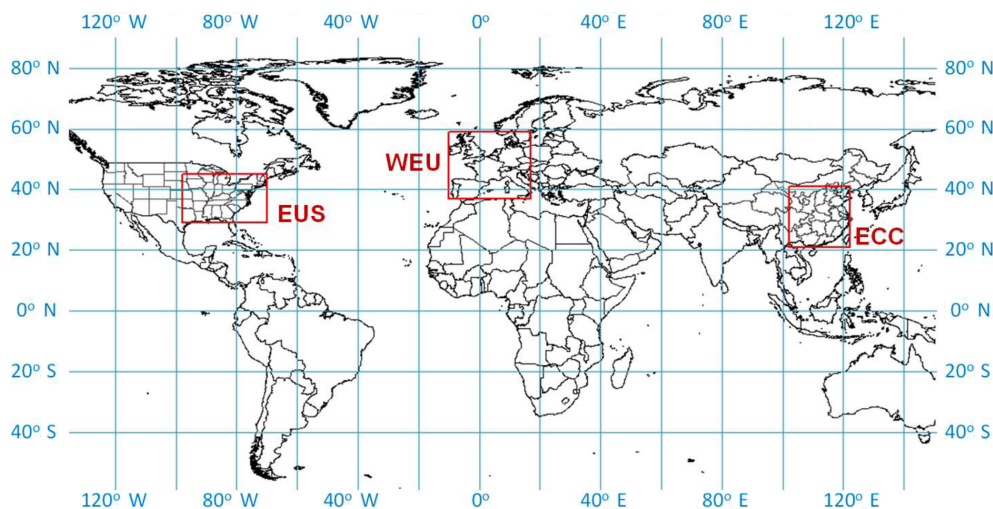 120° W 80° W 40° W 0° 40° E 80° E 120° E
80° N 80° N
60° N 60° N
WEU
40° N 40° N
EUS
ECC
20° N 20° N
0° N 0° N
20° S 20° S
40° S 40° S
120° W 80° W 40° W 0° 40° E 80° E 120° E